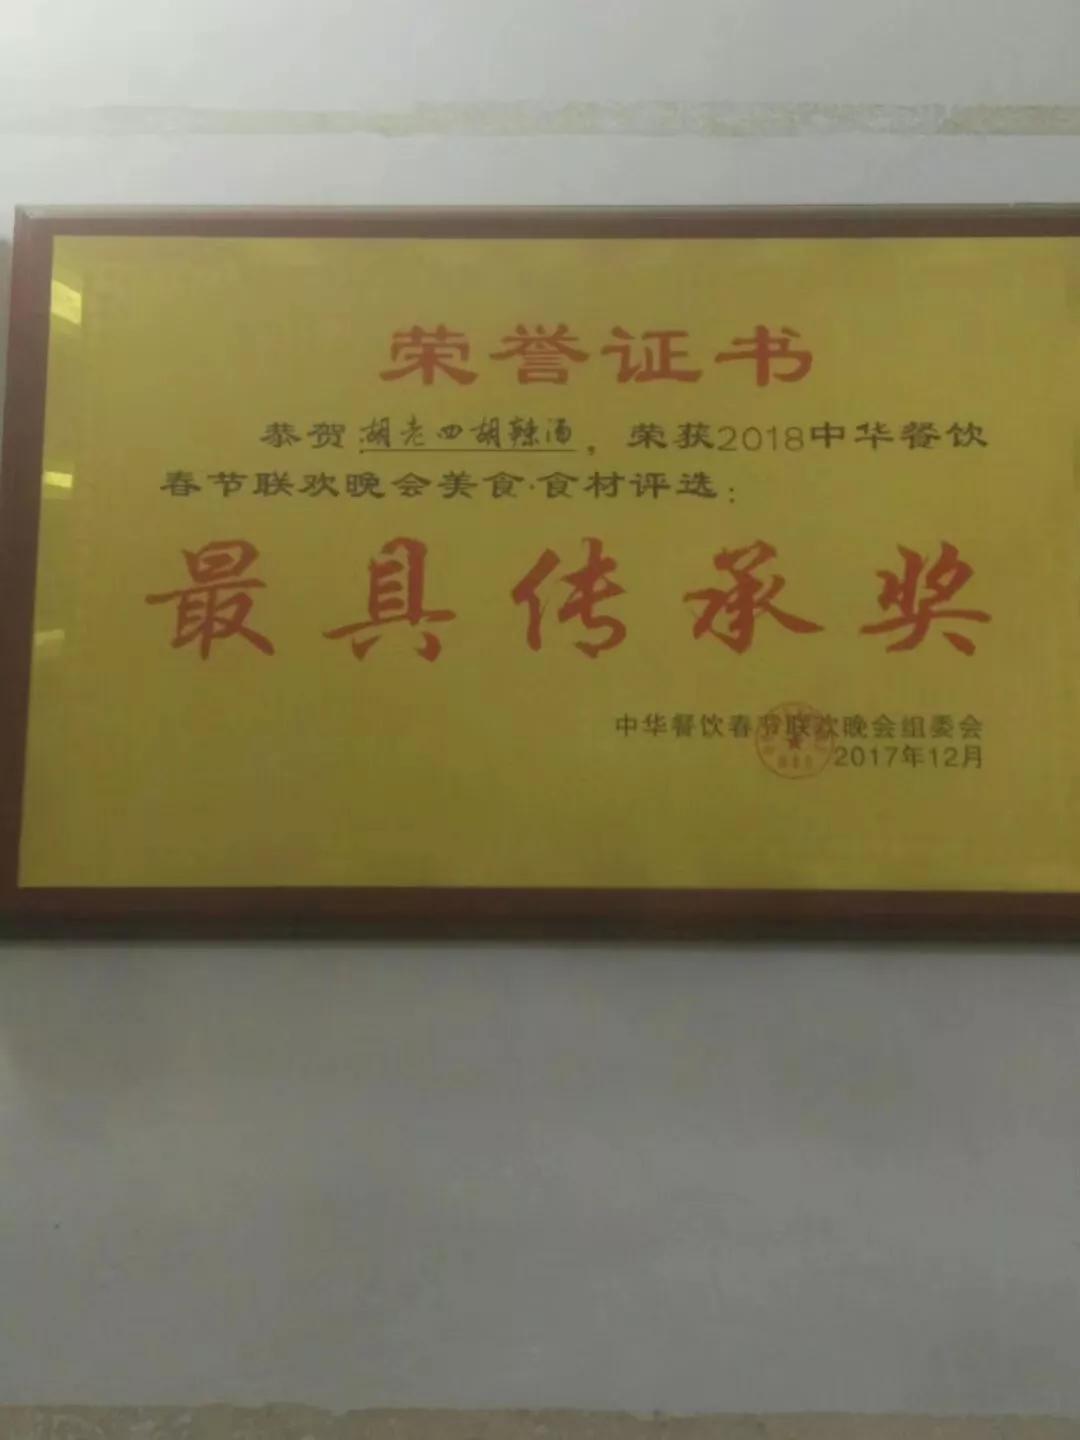 荣誉证书
恭贺胡老四胡辣汤，荣获2018中华餐饮
春节联欢晚会美食·食材评选：
最具传承奖
中华餐饮春节联欢晚会组委会
2017年12月